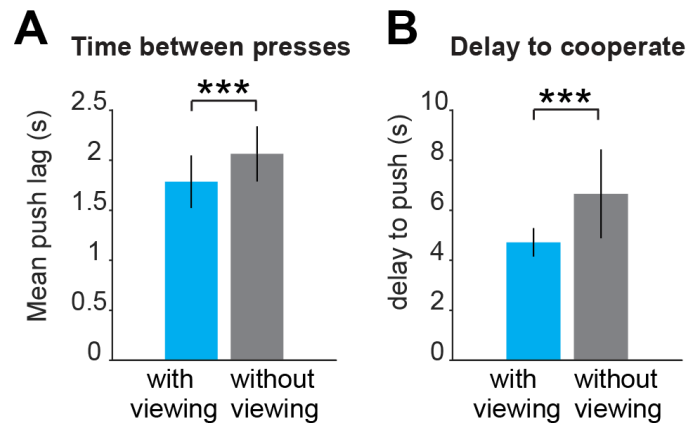 A
Time between presses
***
Mean push lag (s)
2.5
2
1.5
1
0.5
0
with viewing
without viewing
B
Delay to cooperate
***
delay to push (s)
10
8
6
4
2
0
with viewing
without viewing